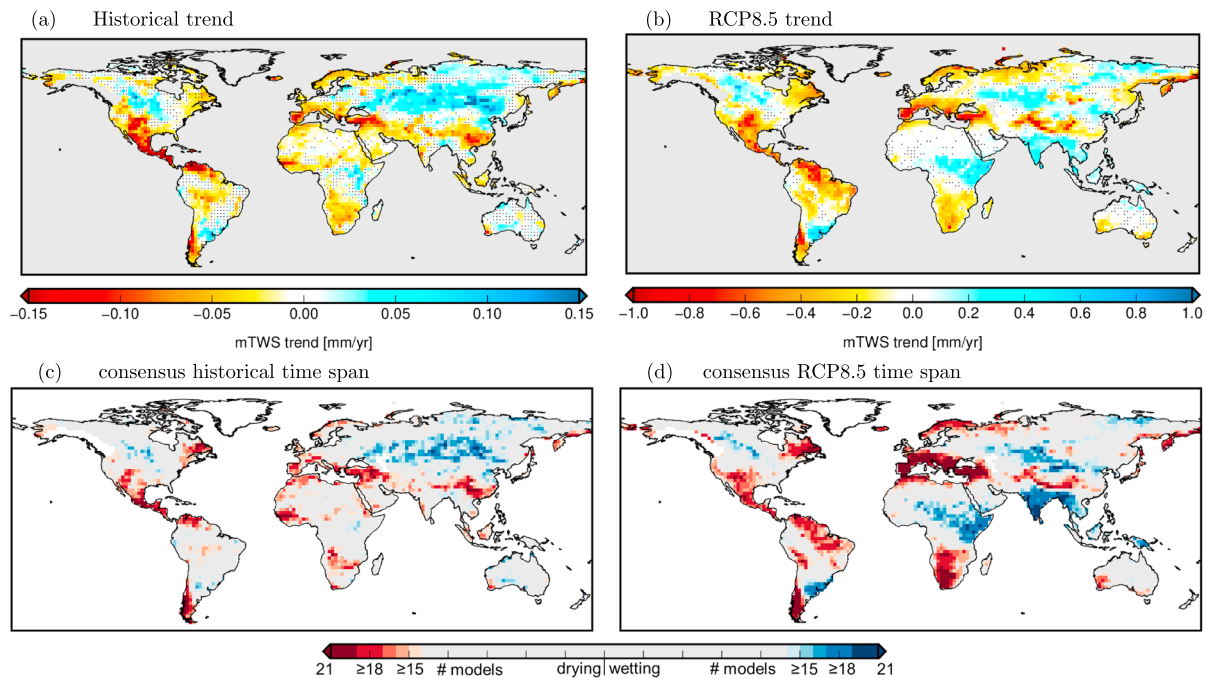 (a) Historical trend
(b) RCP8.5 trend
−0.15 −0.10 −0.05 0.00 0.05 0.10 0.15
mTWS trend [mm/yr]
−1.0 −0.8 −0.6 −0.4 −0.2 0.0 0.2 0.4 0.6 0.8 1.0
mTWS trend [mm/yr]
(c) consensus historical time span
(d) consensus RCP8.5 time span
21 ≥18 ≥15 # models drying wetting # models ≥15 ≥18 21